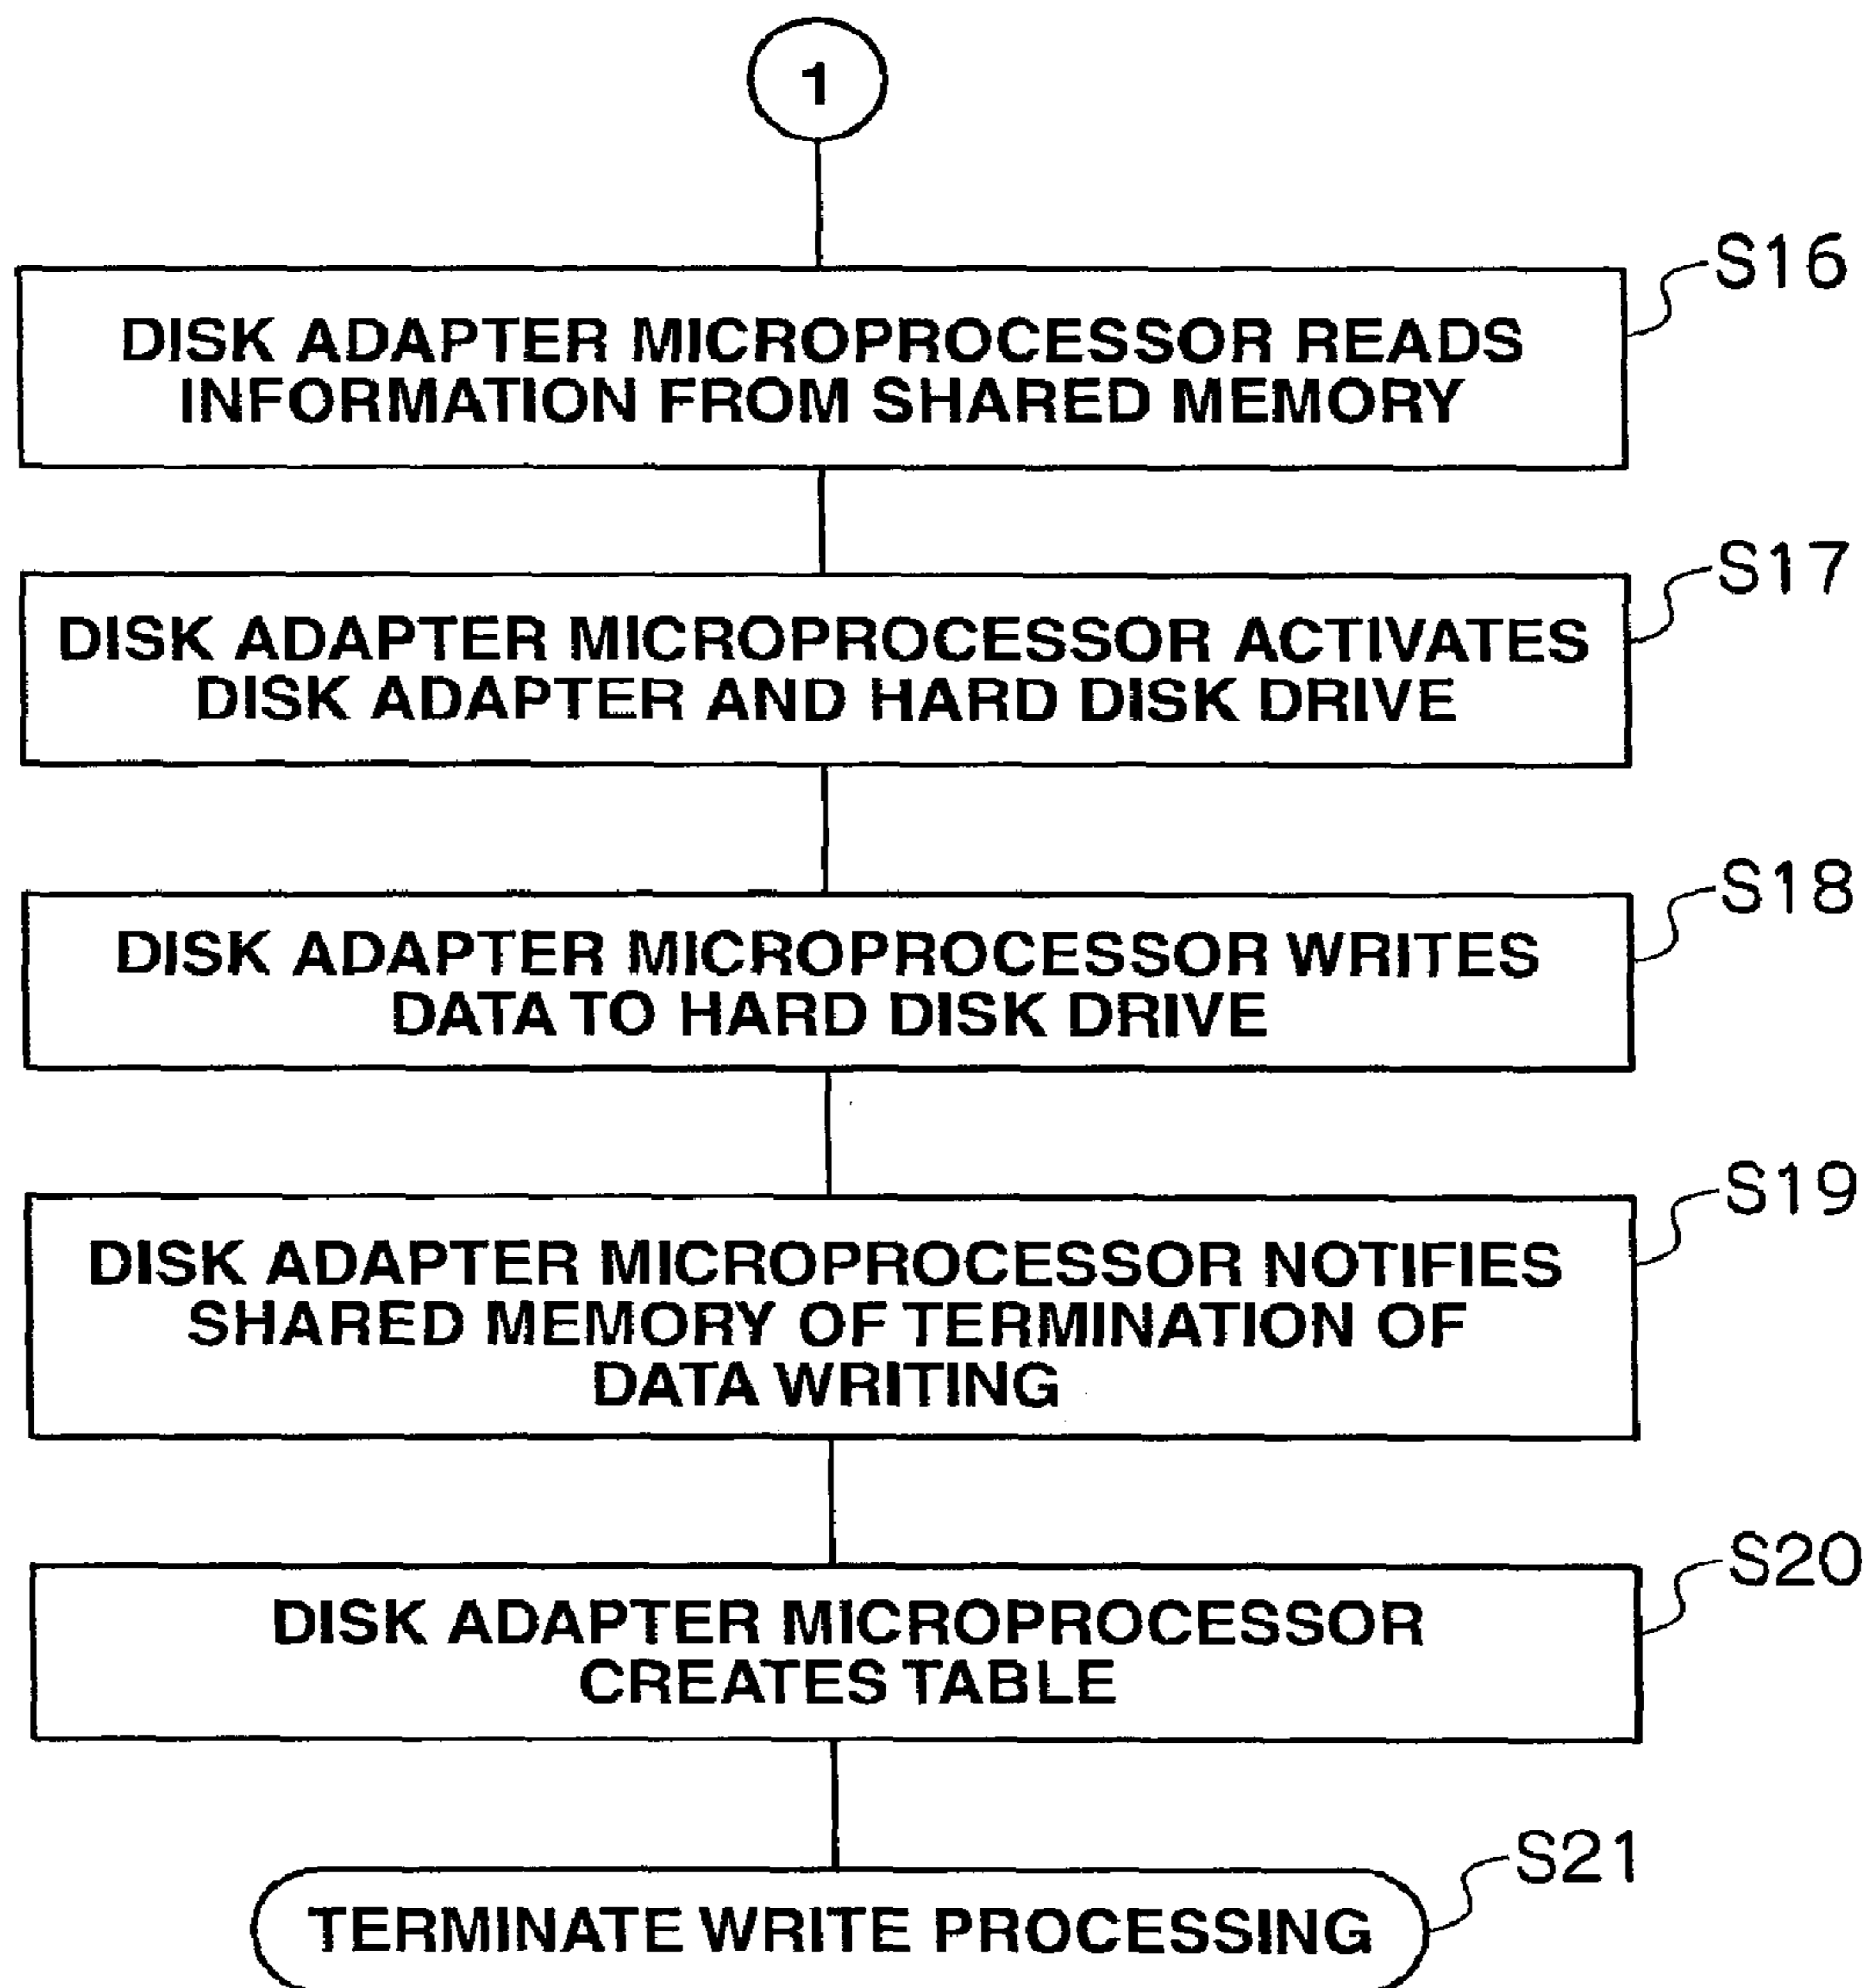 1
S16
DISK ADAPTER MICROPROCESSOR READS
INFORMATION FROM SHARED MEMORY
S17
DISK ADAPTER MICROPROCESSOR ACTIVATES
DISK ADAPTER AND HARD DISK DRIVE
S18
DISK ADAPTER MICROPROCESSOR WRITES
DATA TO HARD DISK DRIVE
S19
DISK ADAPTER MICROPROCESSOR NOTIFIES
SHARED MEMORY OF TERMINATION OF
DATA WRITING
S20
DISK ADAPTER MICROPROCESSOR
CREATES TABLE
S21
TERMINATE WRITE PROCESSING